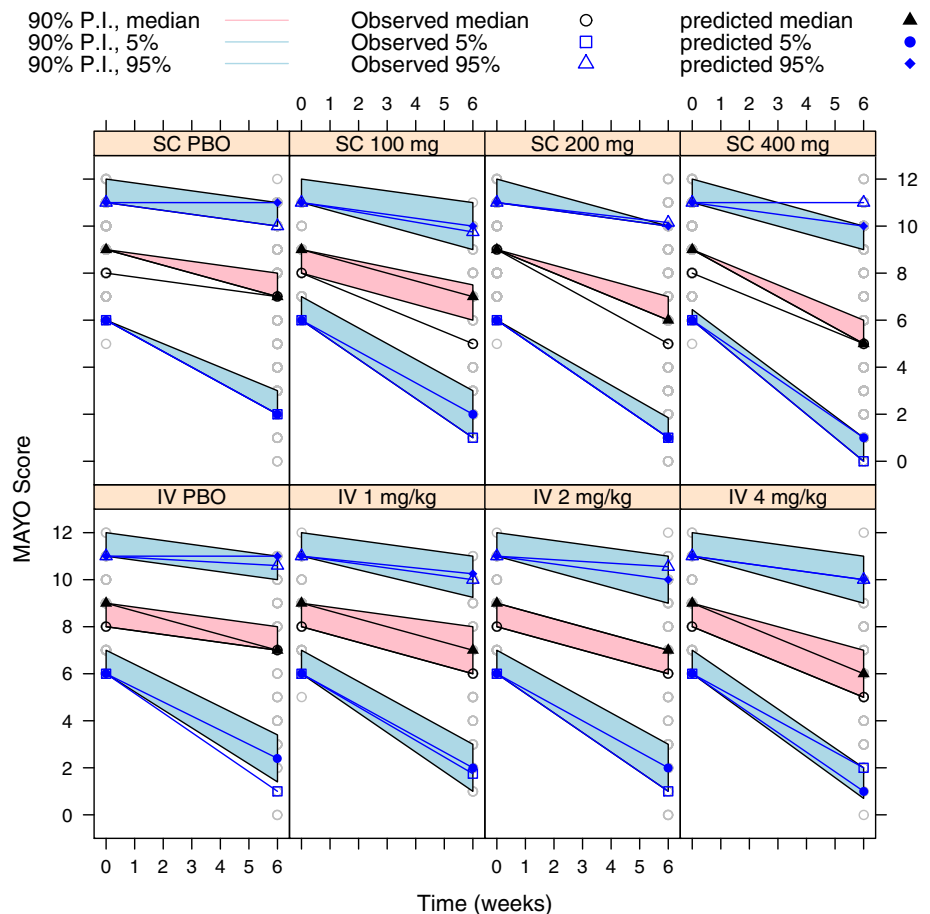 90% P.I., median Observed median predicted median
90% P.I., 5% Observed 5% predicted 5%
90% P.I., 95% Observed 95% predicted 95%
0 1 2 3 4 5 6 0 1 2 3 4 5 6
SC PBO SC 100 mg SC 200 mg SC 400 mg
12
10
8
6
4
2
0
MAYO Score
IV PBO IV 1 mg/kg IV 2 mg/kg IV 4 mg/kg
12
10
8
6
4
2
0
0 1 2 3 4 5 6 0 1 2 3 4 5 6
Time (weeks)